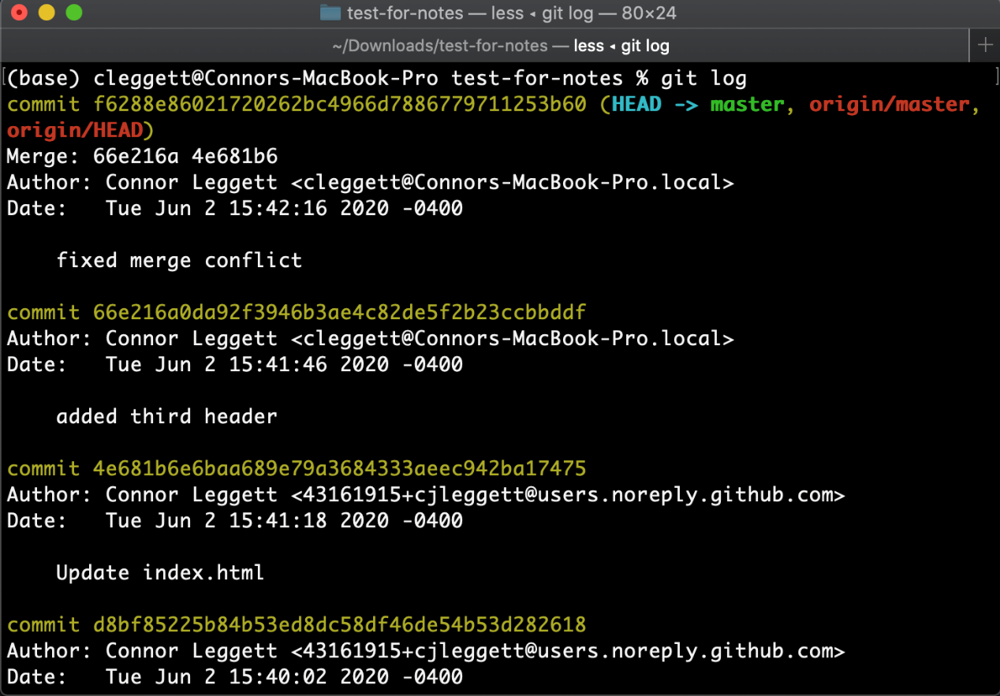 test-for-notes — less ◂ git log — 80×24
~/Downloads/test-for-notes — less ◂ git log
(base) cleggett@Connors-MacBook-Pro test-for-notes % git log
commit f6288e86021720262bc4966d7886779711253b60 (HEAD -> master, origin/master,
origin/HEAD)
Merge: 66e216a 4e681b6
Author: Connor Leggett <cleggett@Connors-MacBook-Pro.local>
Date:   Tue Jun 2 15:42:16 2020 -0400
    fixed merge conflict
commit 66e216a0da92f3946b3ae4c82de5f2b23ccbbddf
Author: Connor Leggett <cleggett@Connors-MacBook-Pro.local>
Date:   Tue Jun 2 15:41:46 2020 -0400
    added third header
commit 4e681b6e6baa689e79a3684333aeec942ba17475
Author: Connor Leggett <43161915+cjleggett@users.noreply.github.com>
Date:   Tue Jun 2 15:41:18 2020 -0400
    Update index.html
commit d8bf85225b84b53ed8dc58df46de54b53d282618
Author: Connor Leggett <43161915+cjleggett@users.noreply.github.com>
Date:   Tue Jun 2 15:40:02 2020 -0400